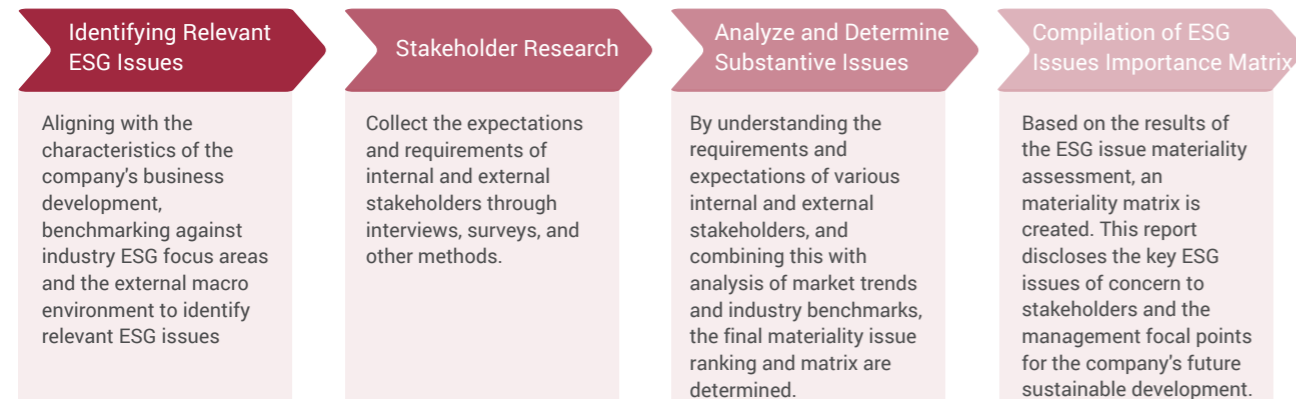 Identifying Relevant
ESG Issues
Aligning with the
characteristics of the
company's business
development,
benchmarking against
industry ESG focus areas
and the external macro
environment to identify
relevant ESG issues
Stakeholder Research
Collect the expectations
and requirements of
internal and external
stakeholders through
interviews, surveys, and
other methods.
Analyze and Determine
Substantive Issues
By understanding the
requirements and
expectations of various
internal and external
stakeholders, and
combining this with
analysis of market trends
and industry benchmarks,
the final materiality issue
ranking and matrix are
determined.
Compilation of ESG
Issues Importance Matrix
Based on the results of
the ESG issue materiality
assessment, an
materiality matrix is
created. This report
discloses the key ESG
issues of concern to
stakeholders and the
management focal points
for the company's future
sustainable development.